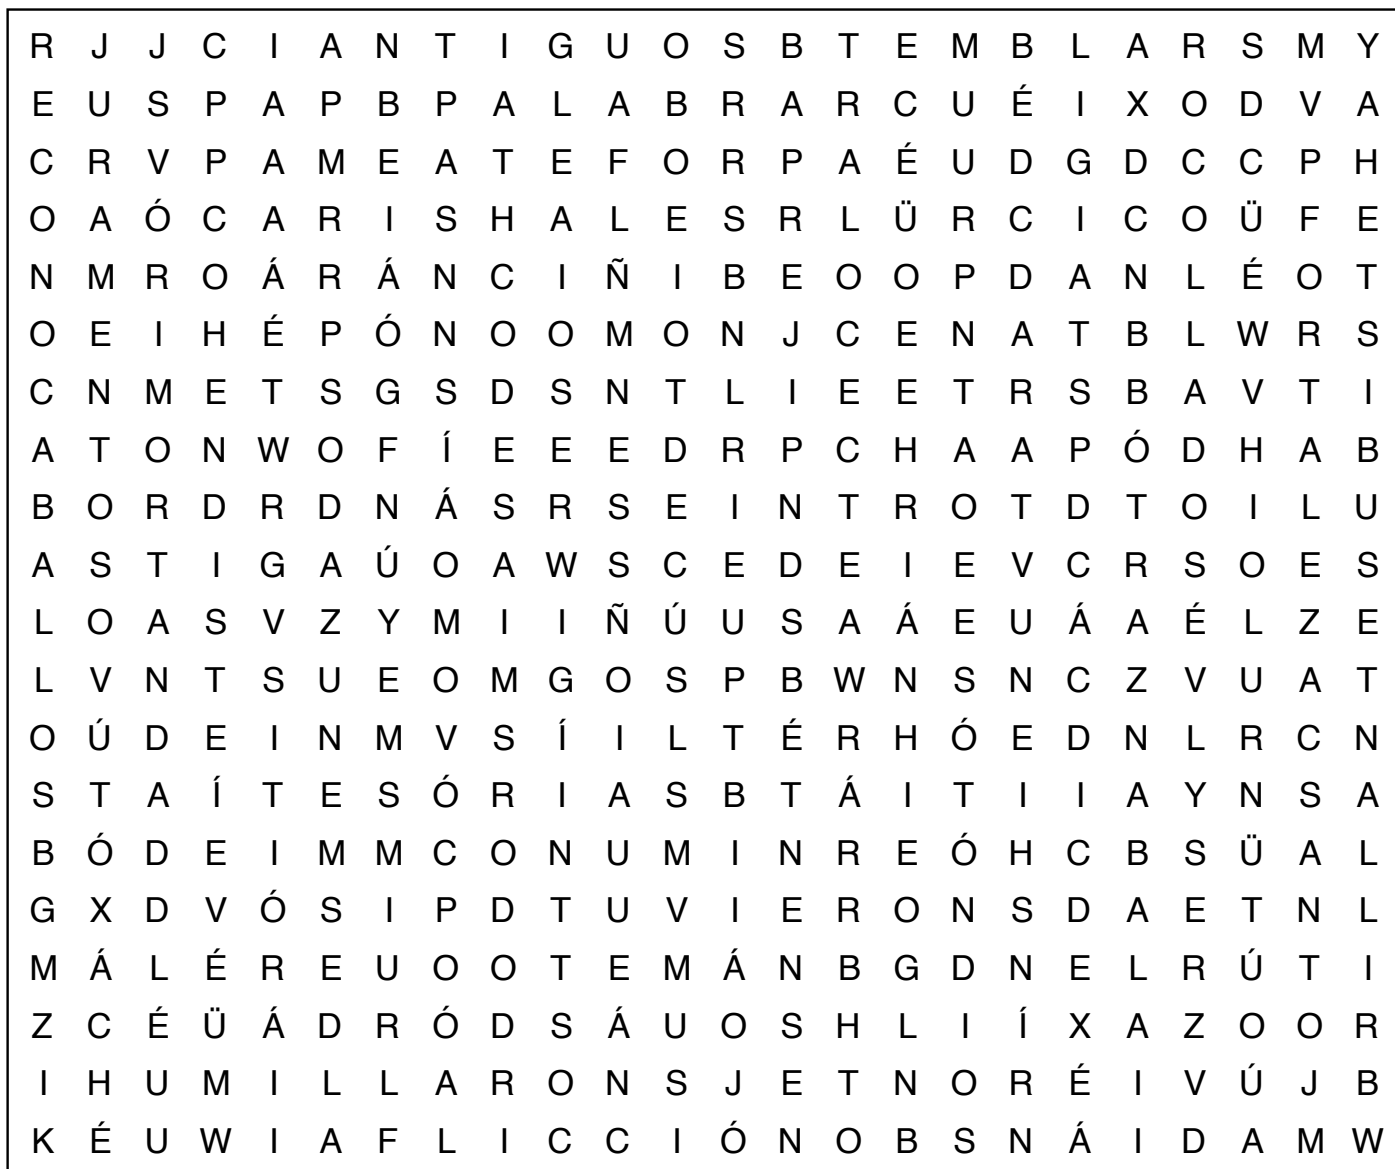 R J J C I A N T I G U O S B T E M B L A R S M Y
E U S P A P B P A L A B R A R C U É I X O D V A
C R V P A M E A T E F O R P A É U D G D C C P H
O A Ó C A R I S H A L E S R L Ü R C I C O Ü F E
N M R O Á R Á N C I Ñ I B E O O P D A N L É O T
O E I H É P Ó N O O M O N J C E N A T B L W R S
C N M E T S G S D S N T L I E E T R S B A V T I
A T O N W O F Í E E E D R P C H A A P Ó D H A B
B O R D R D N Á S R S E I N T R O T D T O I L U
A S T I G A Ú O A W S C E D E I E V C R S O E S
L O A S V Z Y M I I Ñ Ú U S A Á E U Á A É L Z E
L V N T S U E O M G O S P B W N S N C Z V U A T
O Ú D E I N M V S Í I L T É R H Ó E D N L R C N
S T A Í T E S Ó R I A S B T Á I T I I A Y N S A
B Ó D E I M M C O N U M I N R E Ó H C B S Ü A L
G X D V Ó S I P D T U V I E R O N S D A E T N L
M Á L É R E U O O T E M Á N B G D N E L R Ú T I
Z C É Ü Á D R Ó D S Á U O S H L I Í X A Z O O R
I H U M I L L A R O N S J E T N O R É I V Ú J B
K É U W I A F L I C C I Ó N O B S N Á I D A M W